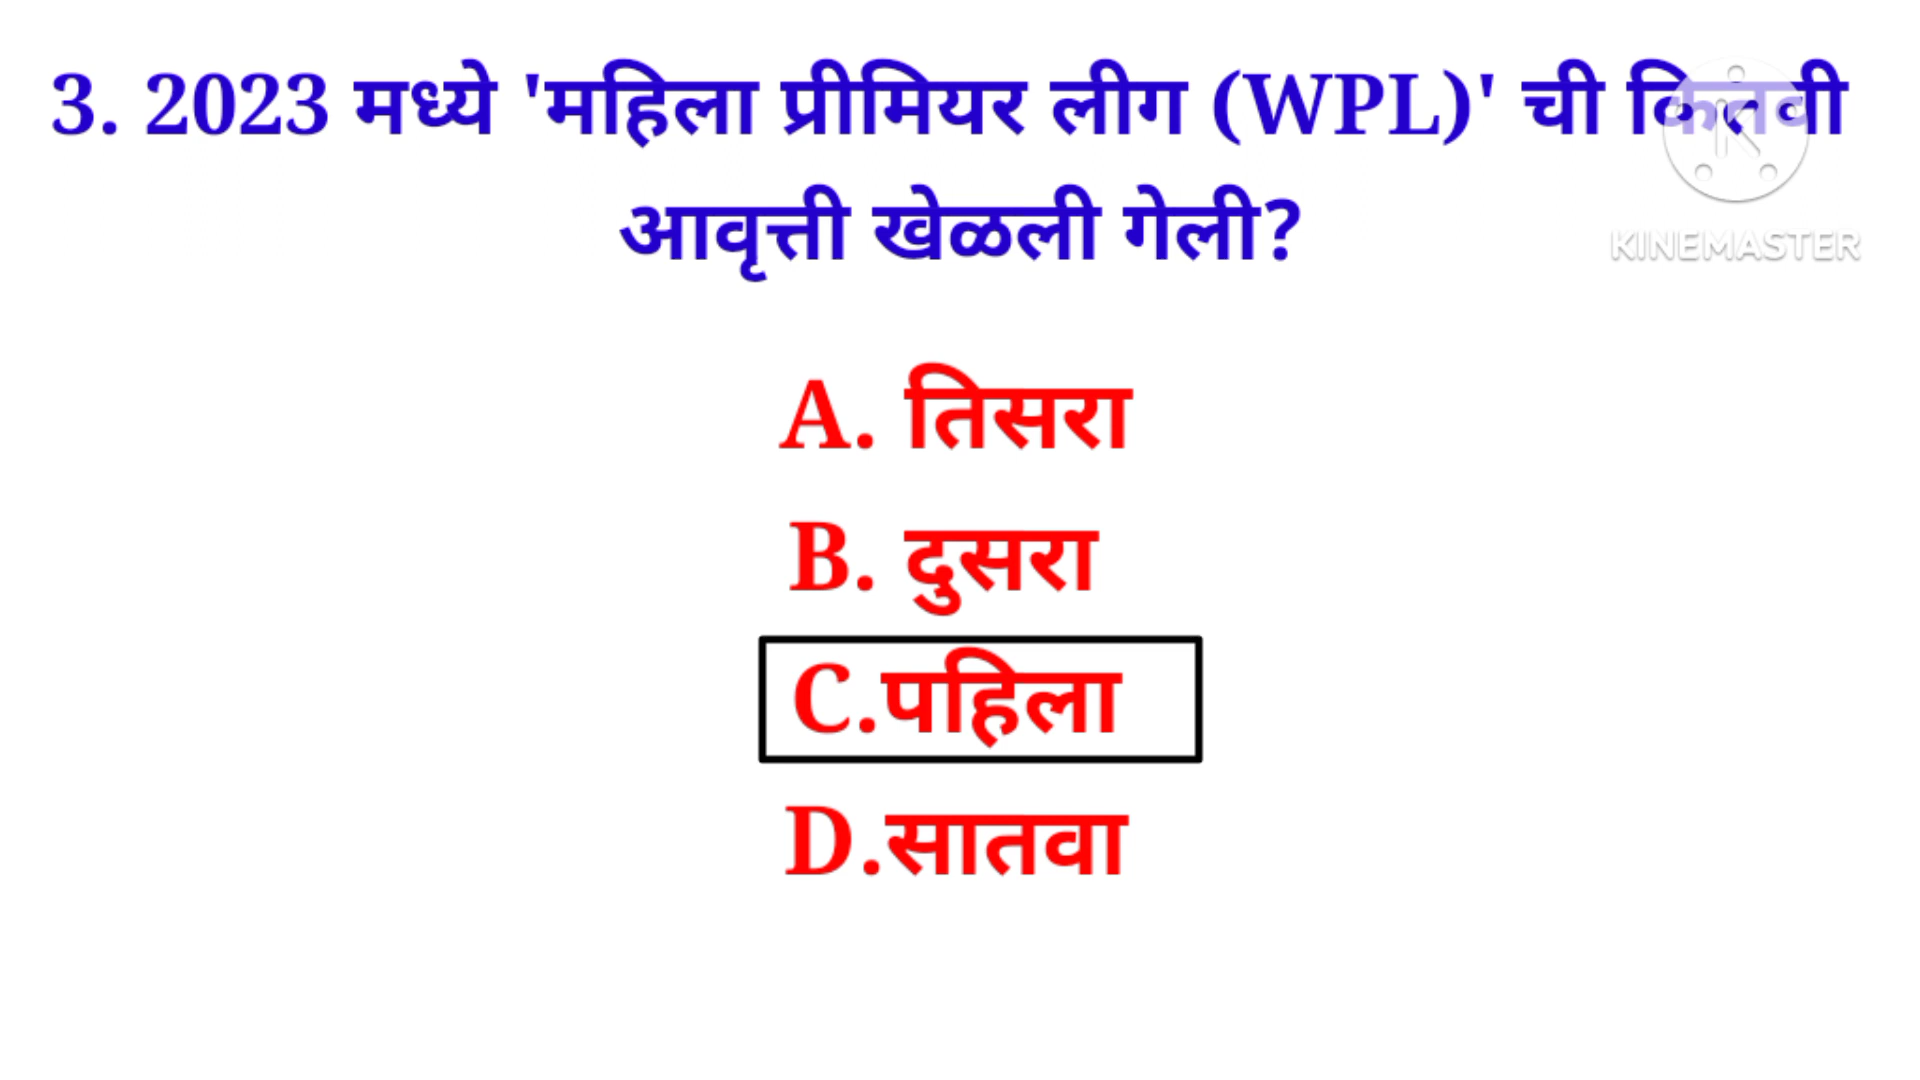 3. 2023 मध्ये 'महिला प्रीमियर लीग (WPL)' ची कितवी
आवृत्ती खेळली गेली?
KINEMASTER
A. तिसरा
B. दुसरा
C.पहिला
D.सातवा